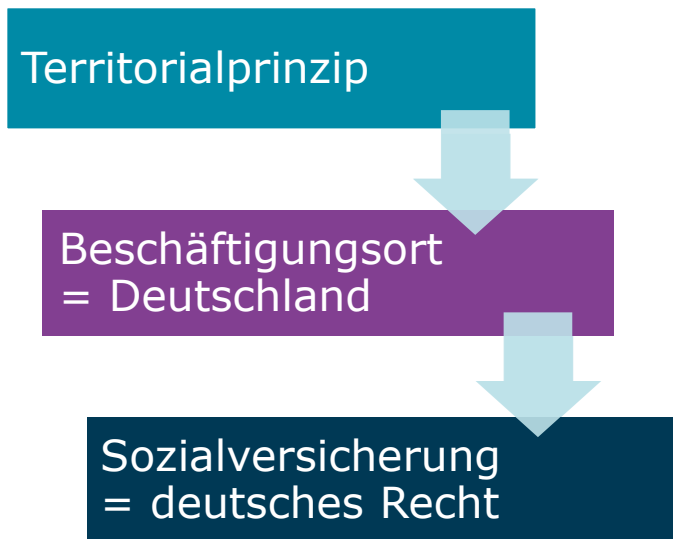 Territorialprinzip
Beschäftigungsort
= Deutschland
Sozialversicherung
= deutsches Recht